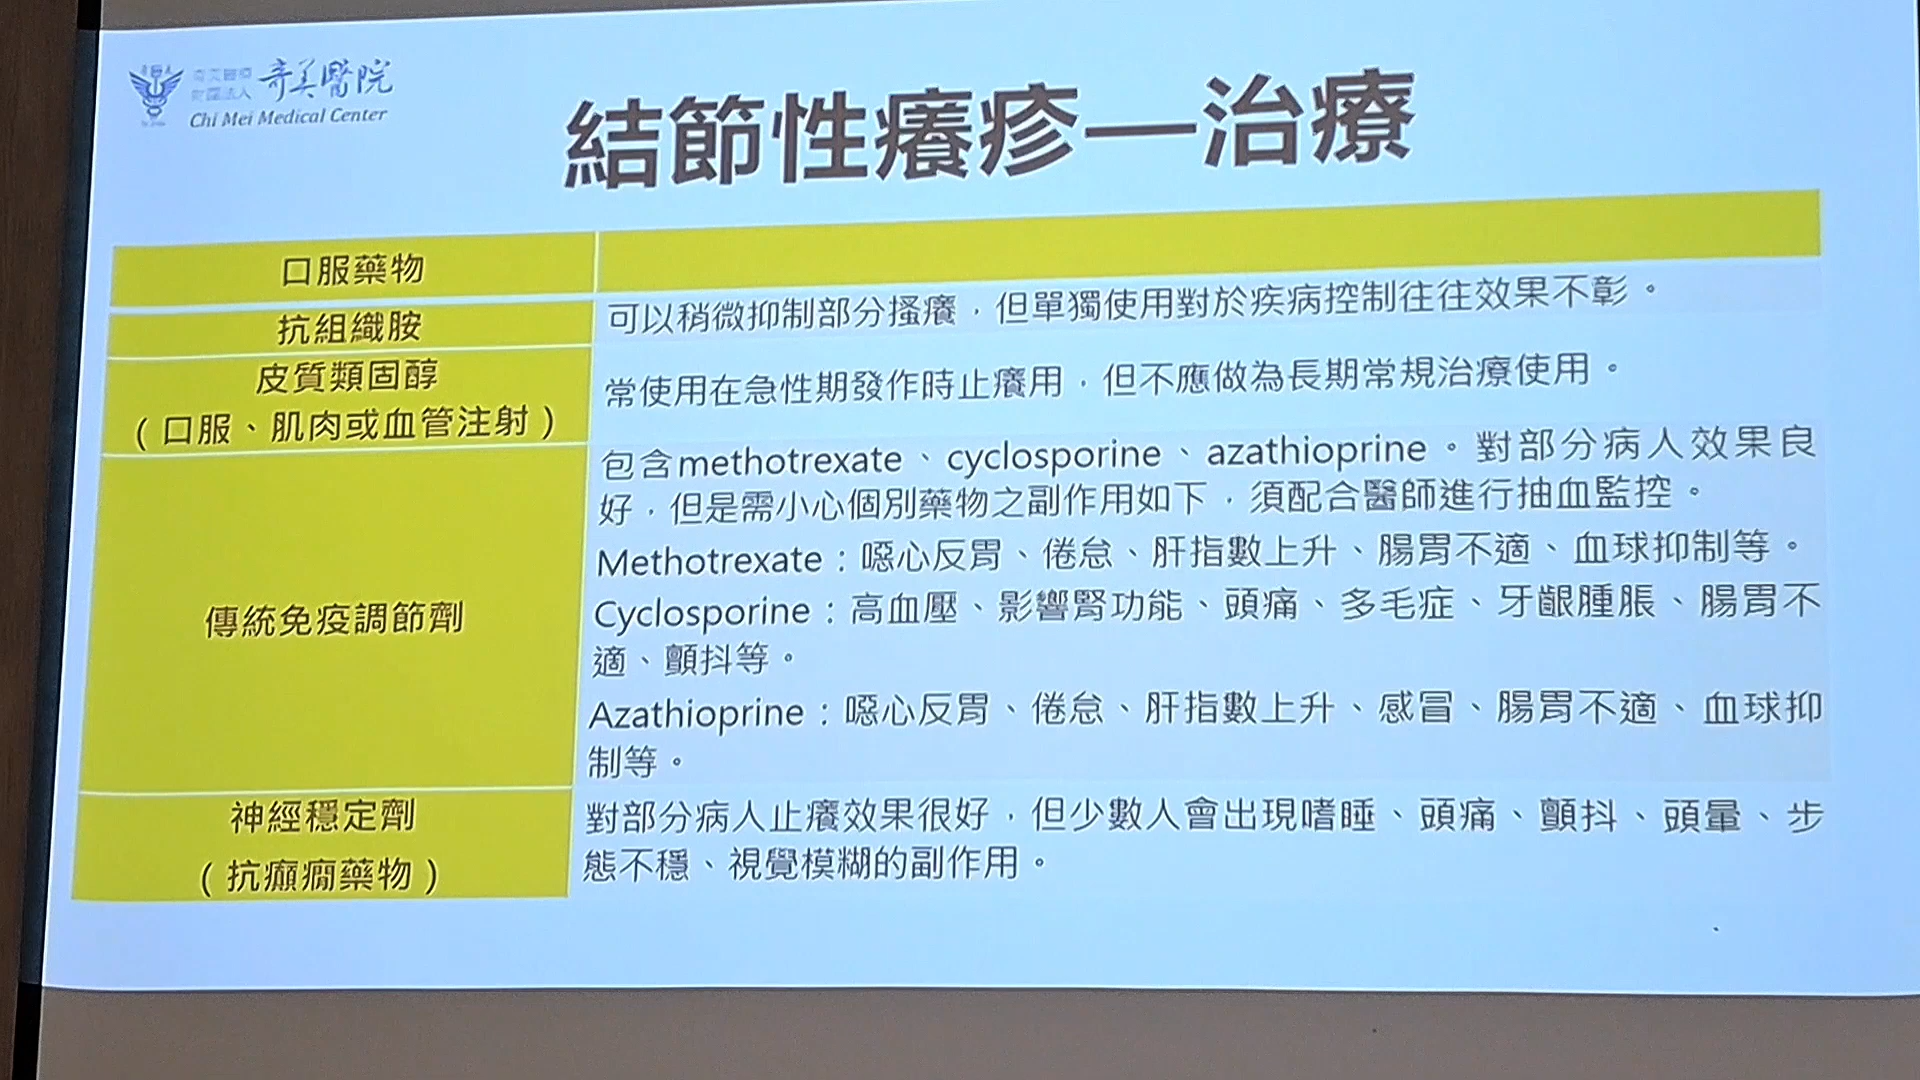 奇美醫療
財團法人
奇美醫院
Chi Mei Medical Center
結節性癢疹—治療
口服藥物
抗組織胺
可以稍微抑制部分搔癢，但單獨使用對於疾病控制往往效果不彰。
皮質類固醇
（口服、肌肉或血管注射）
常使用在急性期發作時止癢用，但不應做為長期常規治療使用。
傳統免疫調節劑
包含methotrexate、cyclosporine、azathioprine。對部分病人效果良
好，但是需小心個別藥物之副作用如下，須配合醫師進行抽血監控。
Methotrexate：噁心反胃、倦怠、肝指數上升、腸胃不適、血球抑制等。
Cyclosporine：高血壓、影響腎功能、頭痛、多毛症、牙齦腫脹、腸胃不
適、顫抖等。
Azathioprine：噁心反胃、倦怠、肝指數上升、感冒、腸胃不適、血球抑
制等。
神經穩定劑
（抗癲癇藥物）
對部分病人止癢效果很好，但少數人會出現嗜睡、頭痛、顫抖、頭暈、步
態不穩、視覺模糊的副作用。